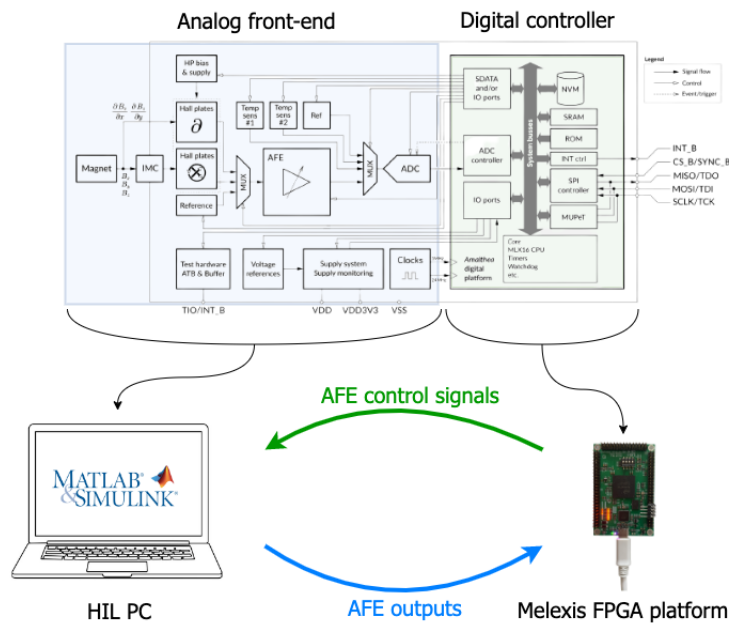 Analog front-end
Digital controller
HP bias
& supply
Hall plates
∂
Temp
sens
#1
Temp
sens
#2
Ref
SDATA
and/or
IO ports
NVM
SRAM
ROM
INT ctrl
SPI
controller
MUPeT
System busses
Legend
Signal flow
Control
Event/trigger
Magnet
IMC
Hall plates
Reference
MUX
AFE
MUX
ADC
ADC
controller
IO ports
INT_B
CS_B/SYNC_B
MISO/TDO
MOSI/TDI
SCLK/TCK
Test hardware
ATB & Buffer
Voltage
references
Supply system
Supply monitoring
Clocks
Amalthea
digital
platform
Core
MLX16 CPU
Timers
Watchdog
etc.
TIO/INT_B
VDD
VDD3V3
VSS
AFE control signals
MATLAB
&SIMULINK
AFE outputs
HIL PC
Melexis FPGA platform